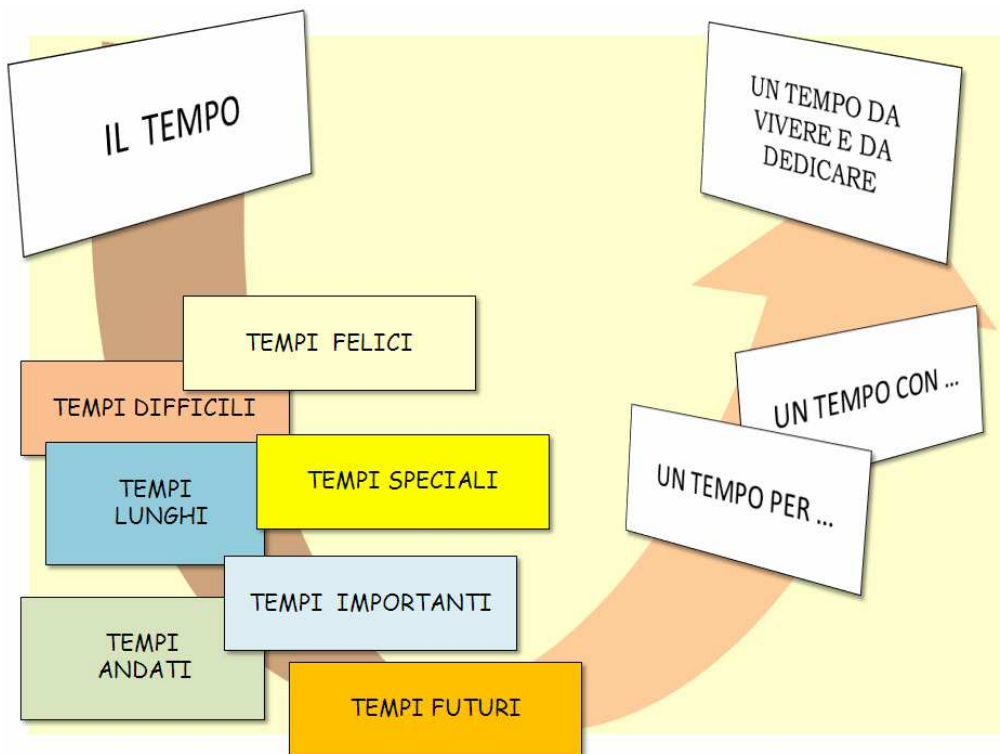 IL TEMPO
TEMPI FELICI
TEMPI DIFFICILI
TEMPI
LUNGHI
TEMPI SPECIALI
TEMPI IMPORTANTI
TEMPI
ANDATI
TEMPI FUTURI
UN TEMPO PER ...
UN TEMPO CON ...
UN TEMPO DA
VIVERE E DA
DEDICARE